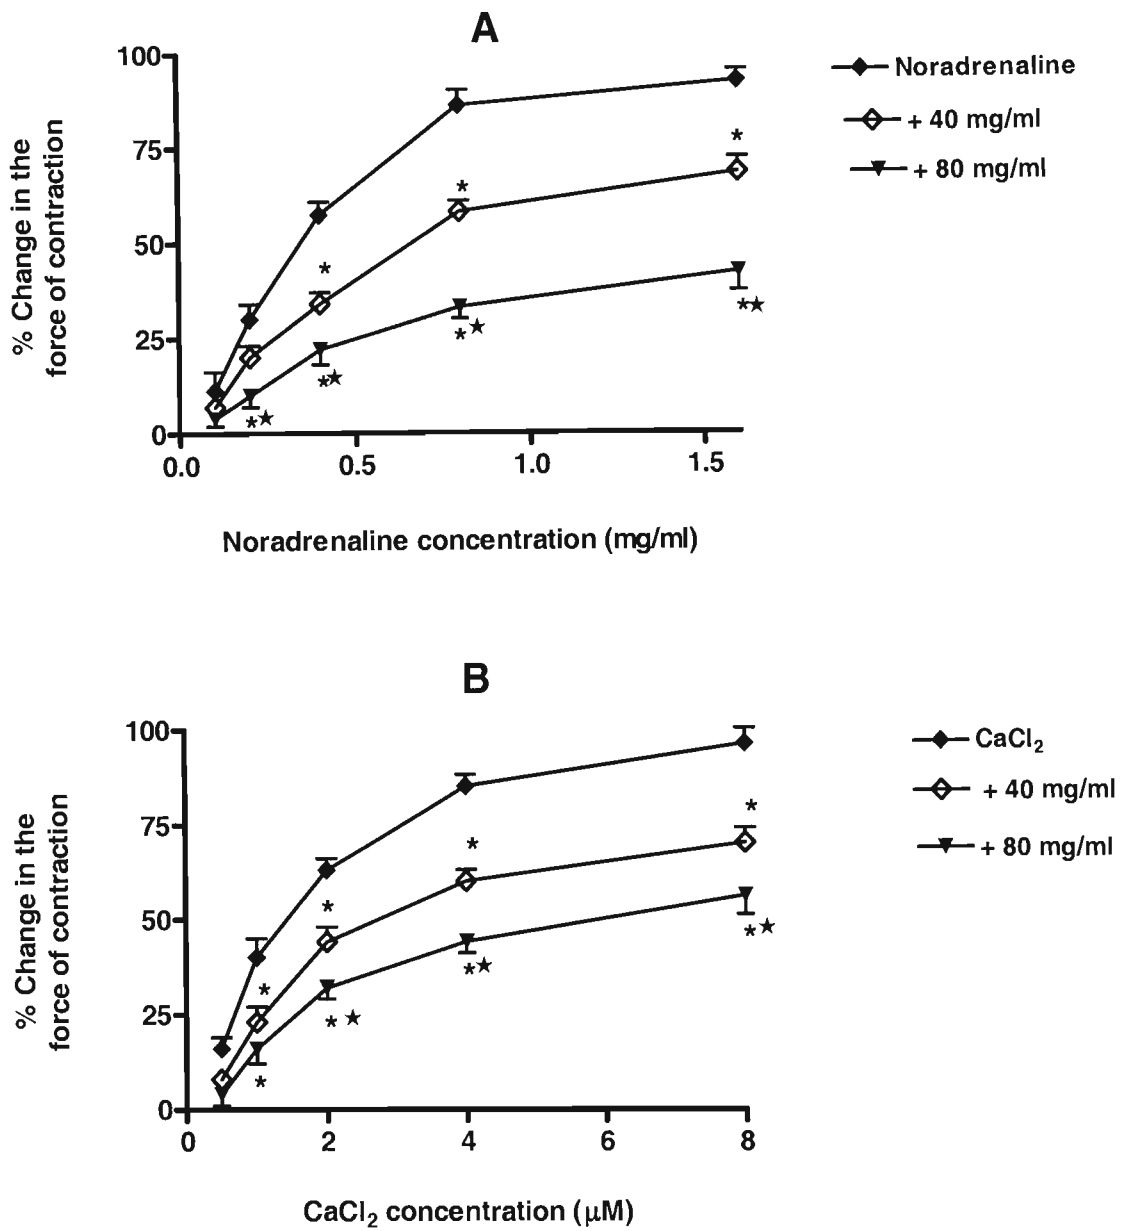 A
100
75
50
25
0
% Change in the
force of contraction
0.0 0.5 1.0 1.5
Noradrenaline concentration (mg/ml)
Noradrenaline
+ 40 mg/ml
+ 80 mg/ml
*
*
*
*★
*★
*★
*★
B
100
75
50
25
0
% Change in the
force of contraction
0 2 4 6 8
CaCl₂ concentration (μM)
CaCl₂
+ 40 mg/ml
+ 80 mg/ml
*
*
*
*
*★
*★
*★
*